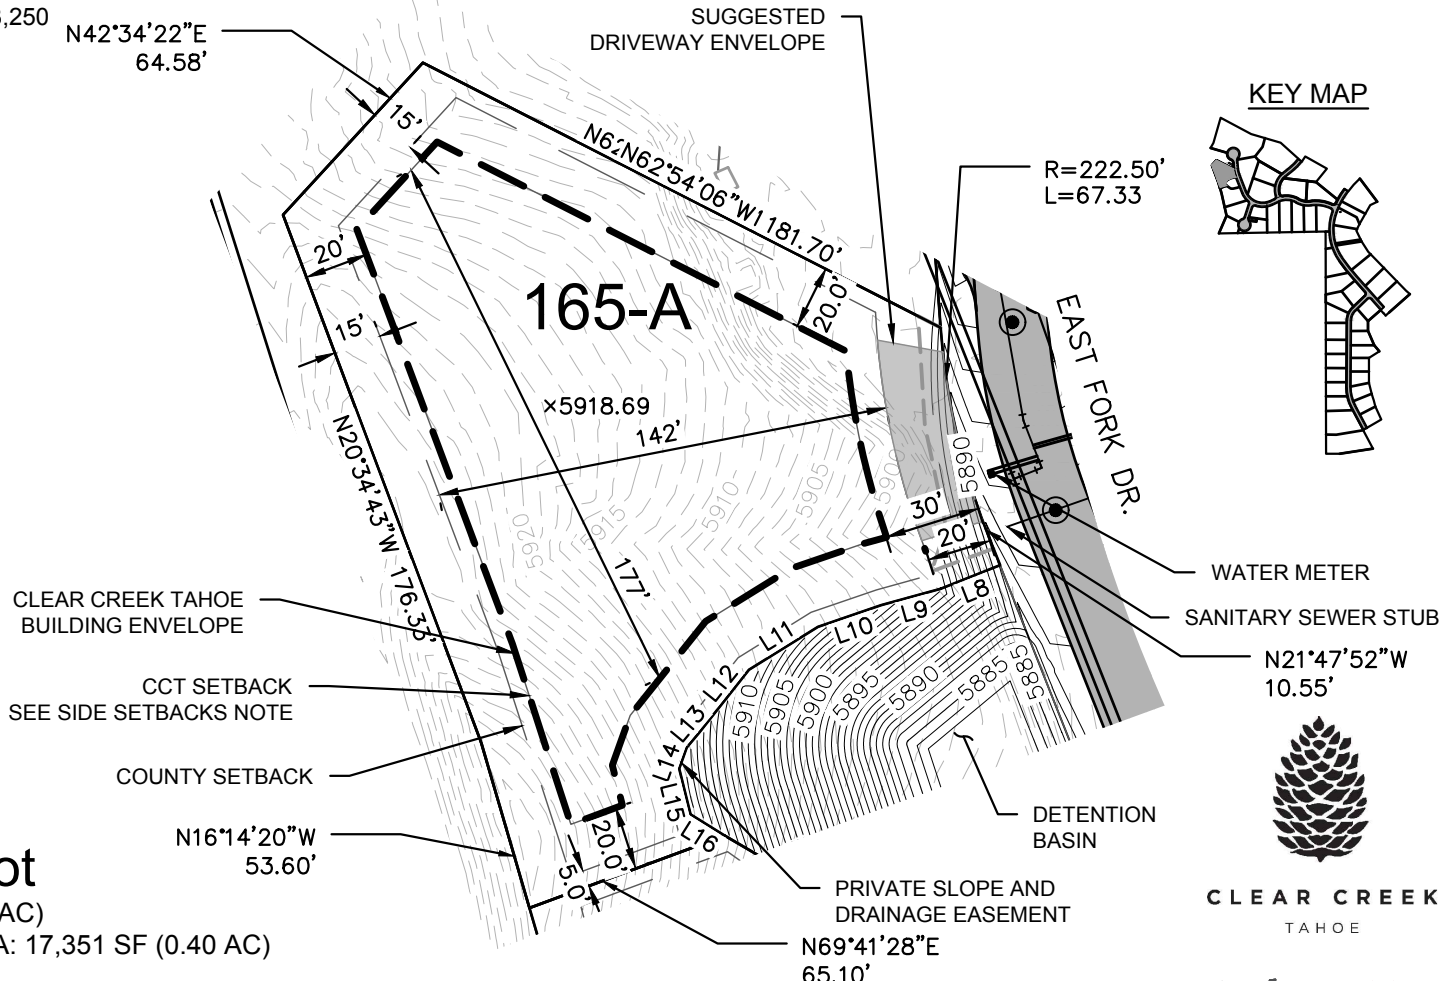 ,250
N42°34'22"E
64.58'
SUGGESTED
DRIVEWAY ENVELOPE
KEY MAP
15'
N62°54'06"W 181.70'
R=222.50'
L=67.33
20'
165-A
20.0'
15'
EAST FORK DR.
×5918.69
142'
N20°34'43"W 176.33'
5890
5900
5905
5910
5915
5920
30'
20'
177'
WATER METER
CLEAR CREEK TAHOE
BUILDING ENVELOPE
SANITARY SEWER STUB
L8
L9
L10
L11
L12
L13
L14
L15
L16
N21°47'52"W
10.55'
CCT SETBACK
SEE SIDE SETBACKS NOTE
5910
5905
5900
5895
5890
5885
5885
COUNTY SETBACK
N16°14'20"W
53.60'
DETENTION
BASIN
20.0'
5.0'
ot
AC)
A: 17,351 SF (0.40 AC)
PRIVATE SLOPE AND
DRAINAGE EASEMENT
N69°41'28"E
65.10'
CLEAR CREEK
TAHOE